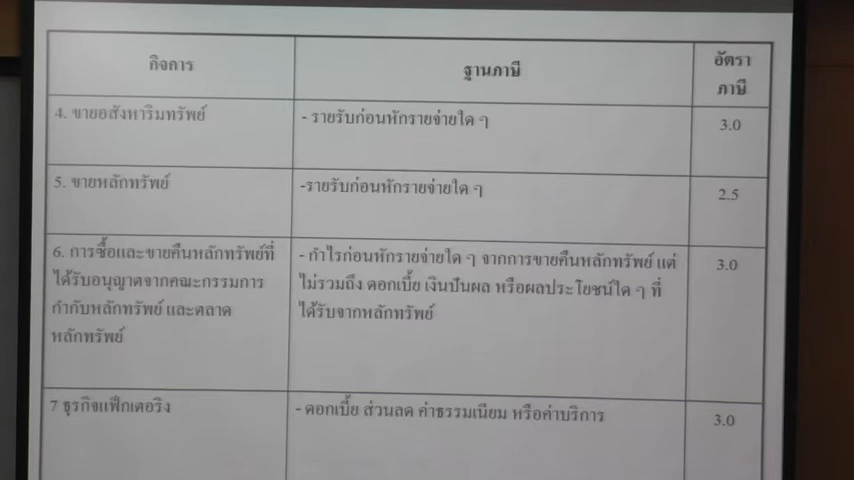 กิจการ
ฐานภาษี
อัตรา
ภาษี
4. ขายอสังหาริมทรัพย์
- รายรับก่อนหักรายจ่ายใด ๆ
3.0
5. ขายหลักทรัพย์
-รายรับก่อนหักรายจ่ายใด ๆ
2.5
6. การซื้อและขายคืนหลักทรัพย์ที่
ได้รับอนุญาตจากคณะกรรมการ
กำกับหลักทรัพย์ และตลาด
หลักทรัพย์
- กำไรก่อนหักรายจ่ายใด ๆ จากการขายคืนหลักทรัพย์ แต่
ไม่รวมถึง ดอกเบี้ย เงินปันผล หรือผลประโยชน์ใด ๆ ที่
ได้รับจากหลักทรัพย์
3.0
7 ธุรกิจแฟ็กเตอริง
- ดอกเบี้ย ส่วนลด ค่าธรรมเนียม หรือค่าบริการ
3.0